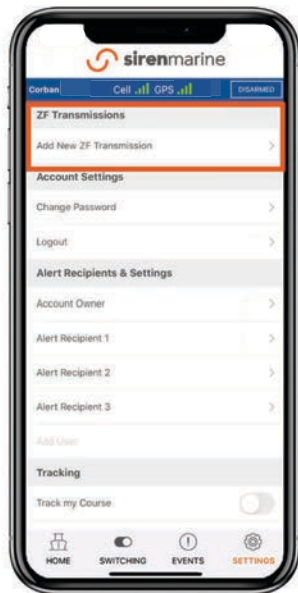 sirenmarine
Corban Cell GPS DISARMED
ZF Transmissions
Add New ZF Transmission
Account Settings
Change Password
Logout
Alert Recipients & Settings
Account Owner
Alert Recipient 1
Alert Recipient 2
Alert Recipient 3
Add User
Tracking
Track my Course
HOME SWITCHING EVENTS SETTINGS